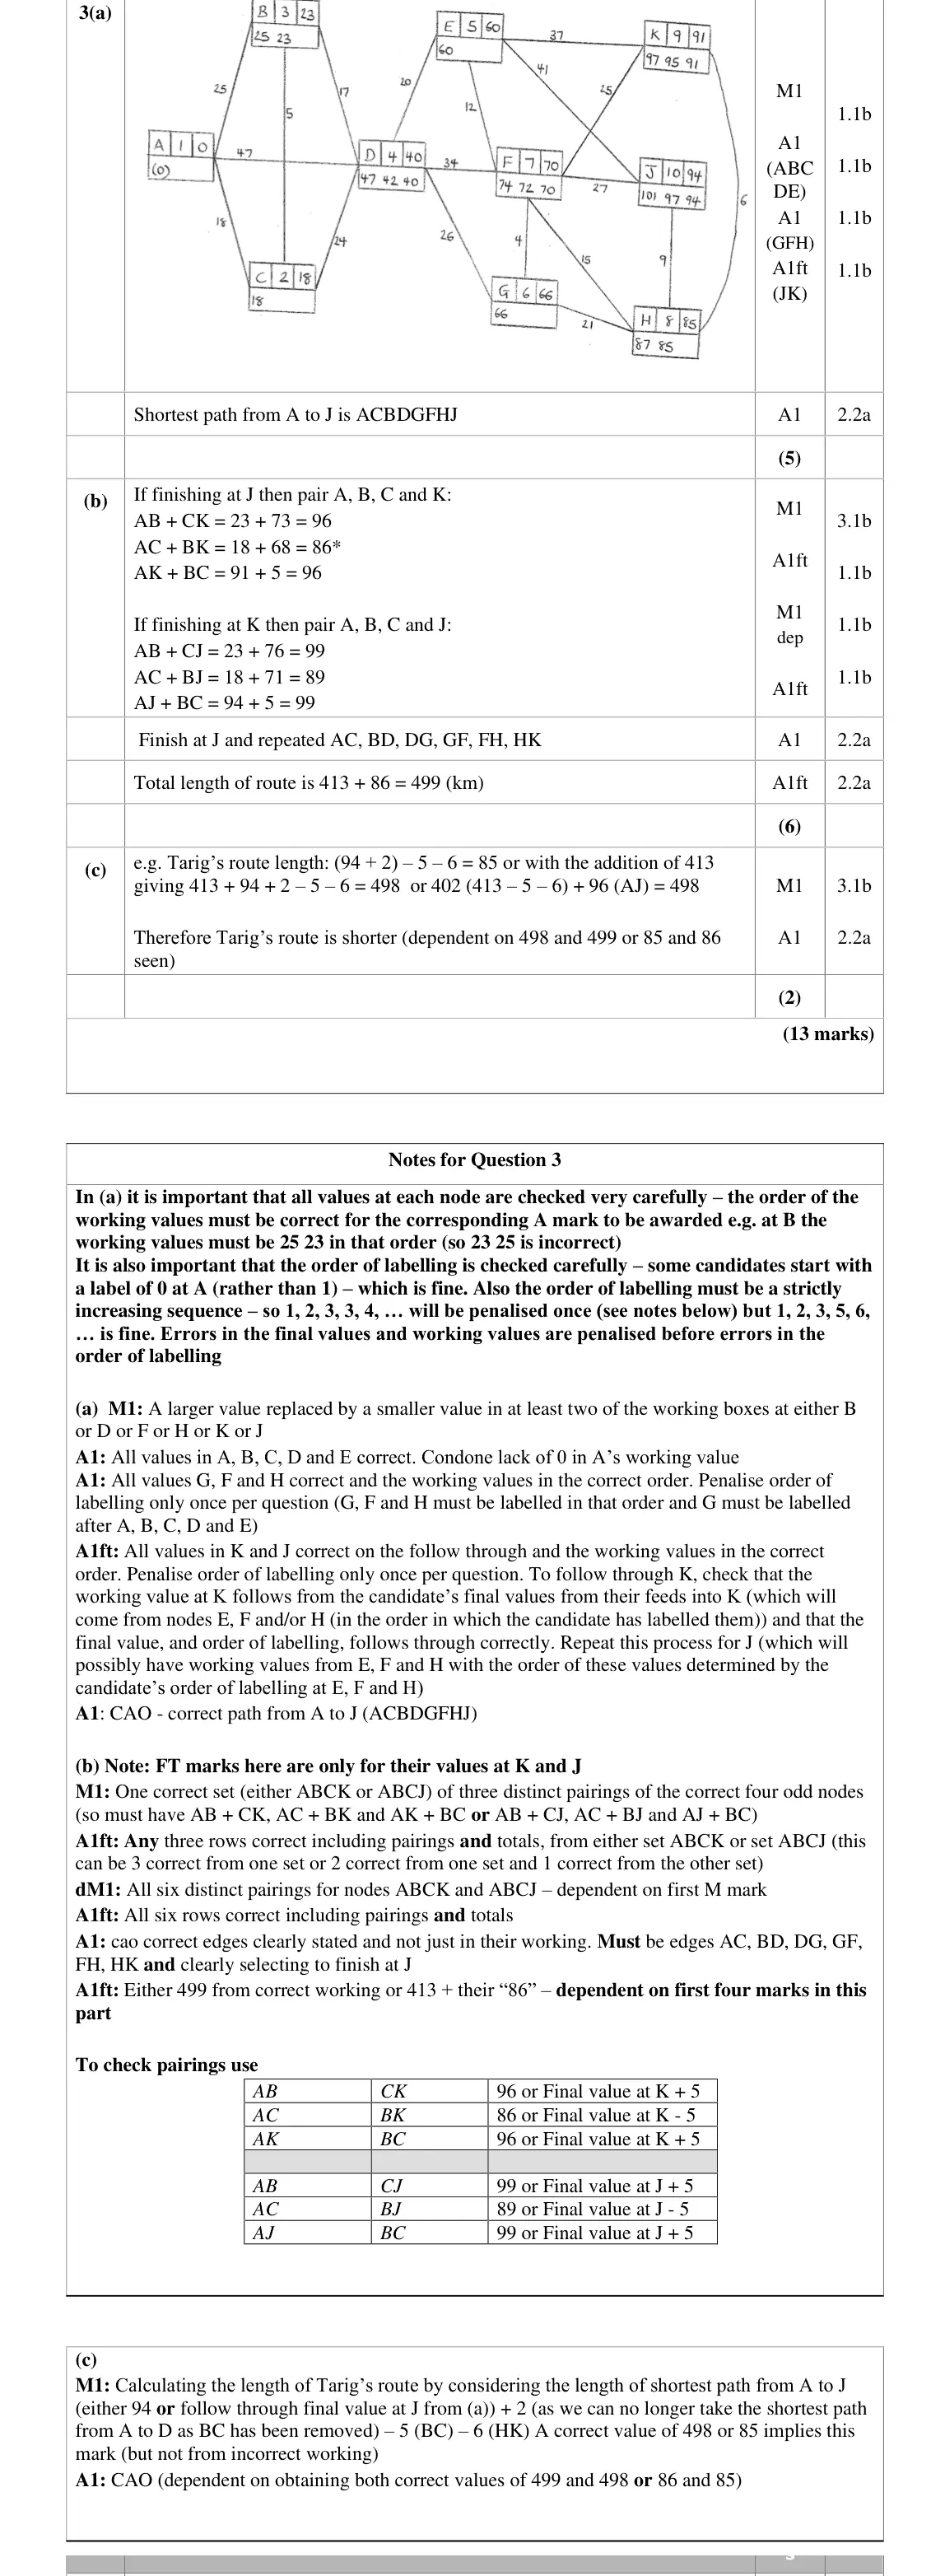 3(a)
B 3 23
25 23
E 5 60
60
K 9 91
97 95 91
37
41
20
25
17
12
25
5
A 1 0
(0)
47
D 4 40
47 42 40
34
F 7 70
74 72 70
27
J 10 94
101 97 94
6
18
24
26
4
15
9
C 2 18
18
G 6 66
66
21
H 8 85
87 85
M1
1.1b
A1
(ABC
DE)
1.1b
A1
(GFH)
1.1b
A1ft
(JK)
1.1b
Shortest path from A to J is ACBDGFHJ A1 2.2a
(5)
(b)
If finishing at J then pair A, B, C and K:
AB + CK = 23 + 73 = 96
AC + BK = 18 + 68 = 86*
AK + BC = 91 + 5 = 96
If finishing at K then pair A, B, C and J:
AB + CJ = 23 + 76 = 99
AC + BJ = 18 + 71 = 89
AJ + BC = 94 + 5 = 99
M1
3.1b
A1ft
1.1b
M1
dep
1.1b
A1ft
1.1b
Finish at J and repeated AC, BD, DG, GF, FH, HK A1 2.2a
Total length of route is 413 + 86 = 499 (km) A1ft 2.2a
(6)
(c)
e.g. Tarig’s route length: (94 + 2) – 5 – 6 = 85 or with the addition of 413
giving 413 + 94 + 2 – 5 – 6 = 498 or 402 (413 – 5 – 6) + 96 (AJ) = 498 M1 3.1b
Therefore Tarig’s route is shorter (dependent on 498 and 499 or 85 and 86 A1 2.2a
seen)
(2)
(13 marks)
Notes for Question 3
In (a) it is important that all values at each node are checked very carefully – the order of the
working values must be correct for the corresponding A mark to be awarded e.g. at B the
working values must be 25 23 in that order (so 23 25 is incorrect)
It is also important that the order of labelling is checked carefully – some candidates start with
a label of 0 at A (rather than 1) – which is fine. Also the order of labelling must be a strictly
increasing sequence – so 1, 2, 3, 3, 4, … will be penalised once (see notes below) but 1, 2, 3, 5, 6,
… is fine. Errors in the final values and working values are penalised before errors in the
order of labelling
(a) M1: A larger value replaced by a smaller value in at least two of the working boxes at either B
or D or F or H or K or J
A1: All values in A, B, C, D and E correct. Condone lack of 0 in A’s working value
A1: All values G, F and H correct and the working values in the correct order. Penalise order of
labelling only once per question (G, F and H must be labelled in that order and G must be labelled
after A, B, C, D and E)
A1ft: All values in K and J correct on the follow through and the working values in the correct
order. Penalise order of labelling only once per question. To follow through K, check that the
working value at K follows from the candidate’s final values from their feeds into K (which will
come from nodes E, F and/or H (in the order in which the candidate has labelled them)) and that the
final value, and order of labelling, follows through correctly. Repeat this process for J (which will
possibly have working values from E, F and H with the order of these values determined by the
candidate’s order of labelling at E, F and H)
A1: CAO - correct path from A to J (ACBDGFHJ)
(b) Note: FT marks here are only for their values at K and J
M1: One correct set (either ABCK or ABCJ) of three distinct pairings of the correct four odd nodes
(so must have AB + CK, AC + BK and AK + BC or AB + CJ, AC + BJ and AJ + BC)
A1ft: Any three rows correct including pairings and totals, from either set ABCK or set ABCJ (this
can be 3 correct from one set or 2 correct from one set and 1 correct from the other set)
dM1: All six distinct pairings for nodes ABCK and ABCJ – dependent on first M mark
A1ft: All six rows correct including pairings and totals
A1: cao correct edges clearly stated and not just in their working. Must be edges AC, BD, DG, GF,
FH, HK and clearly selecting to finish at J
A1ft: Either 499 from correct working or 413 + their “86” – dependent on first four marks in this
part
To check pairings use
AB CK 96 or Final value at K + 5
AC BK 86 or Final value at K - 5
AK BC 96 or Final value at K + 5
AB CJ 99 or Final value at J + 5
AC BJ 89 or Final value at J - 5
AJ BC 99 or Final value at J + 5
(c)
M1: Calculating the length of Tarig’s route by considering the length of shortest path from A to J
(either 94 or follow through final value at J from (a)) + 2 (as we can no longer take the shortest path
from A to D as BC has been removed) – 5 (BC) – 6 (HK) A correct value of 498 or 85 implies this
mark (but not from incorrect working)
A1: CAO (dependent on obtaining both correct values of 499 and 498 or 86 and 85)